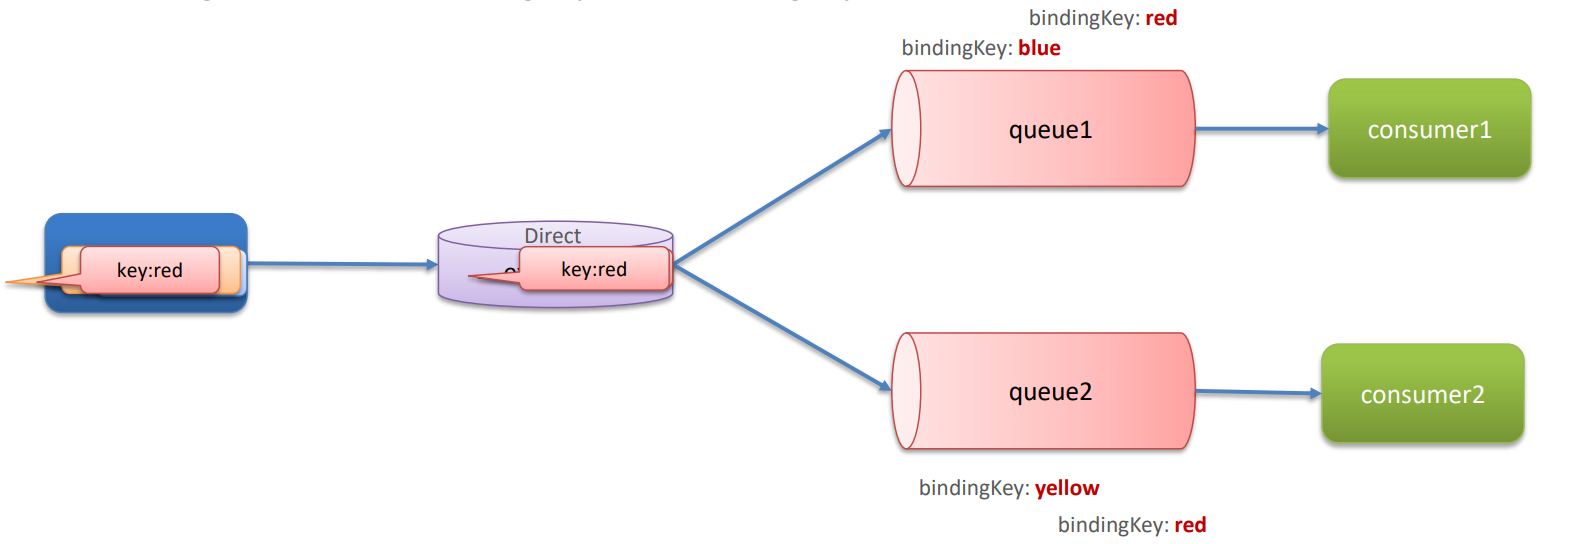 bindingKey: red
bindingKey: blue
queue1
consumer1
Direct
key:red
key:red
queue2
consumer2
bindingKey: yellow
bindingKey: red